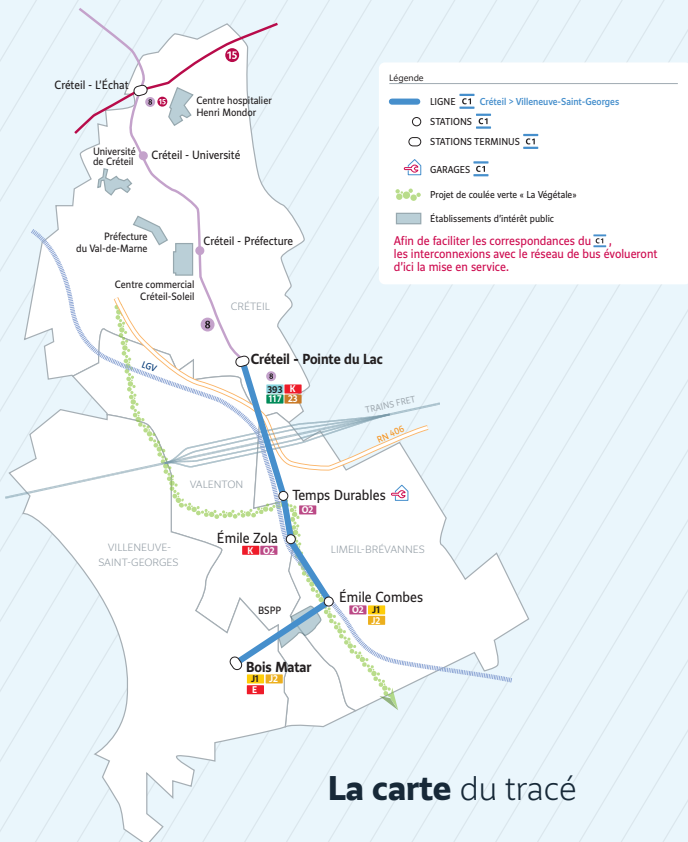 15
Créteil - L'Échat
8 15
Centre hospitalier
Henri Mondor
Université
de Créteil
Créteil - Université
Préfecture
du Val-de-Marne
Créteil - Préfecture
Centre commercial
Créteil-Soleil
CRÉTEIL
8
LGV
Créteil - Pointe du Lac
8
393 K
117 23
TRAINS FRET
RN 406
VALENTON
Temps Durables
O2
Émile Zola
K O2
VILLENEUVE-
SAINT-GEORGES
LIMEIL-BRÉVANNES
Émile Combes
O2 J1
J2
BSPP
Bois Matar
J1 J2
E
Légende
LIGNE C1 Créteil > Villeneuve-Saint-Georges
STATIONS C1
STATIONS TERMINUS C1
GARAGES C1
Projet de coulée verte « La Végétale»
Établissements d'intérêt public
Afin de faciliter les correspondances du C1 ,
les interconnexions avec le réseau de bus évolueront
d'ici la mise en service.
La carte du tracé